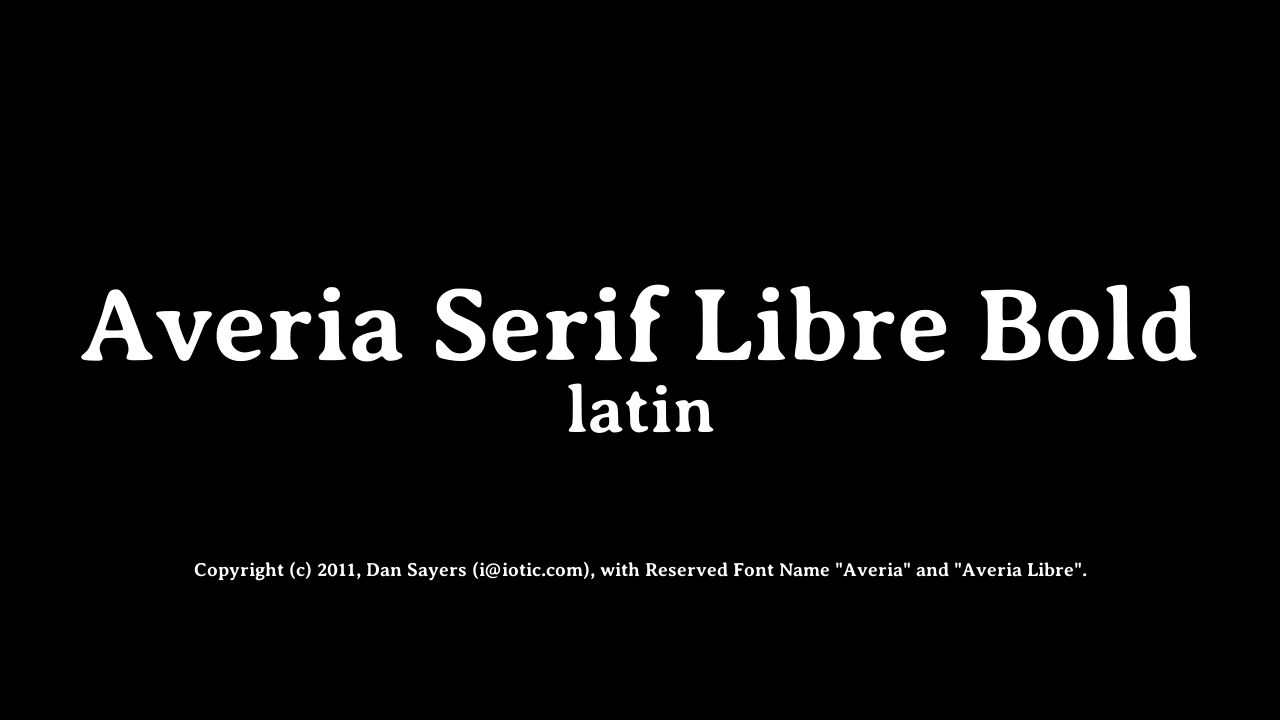 Averia Serif Libre Bold
latin
Copyright (c) 2011, Dan Sayers (i@iotic.com), with Reserved Font Name "Averia" and "Averia Libre".